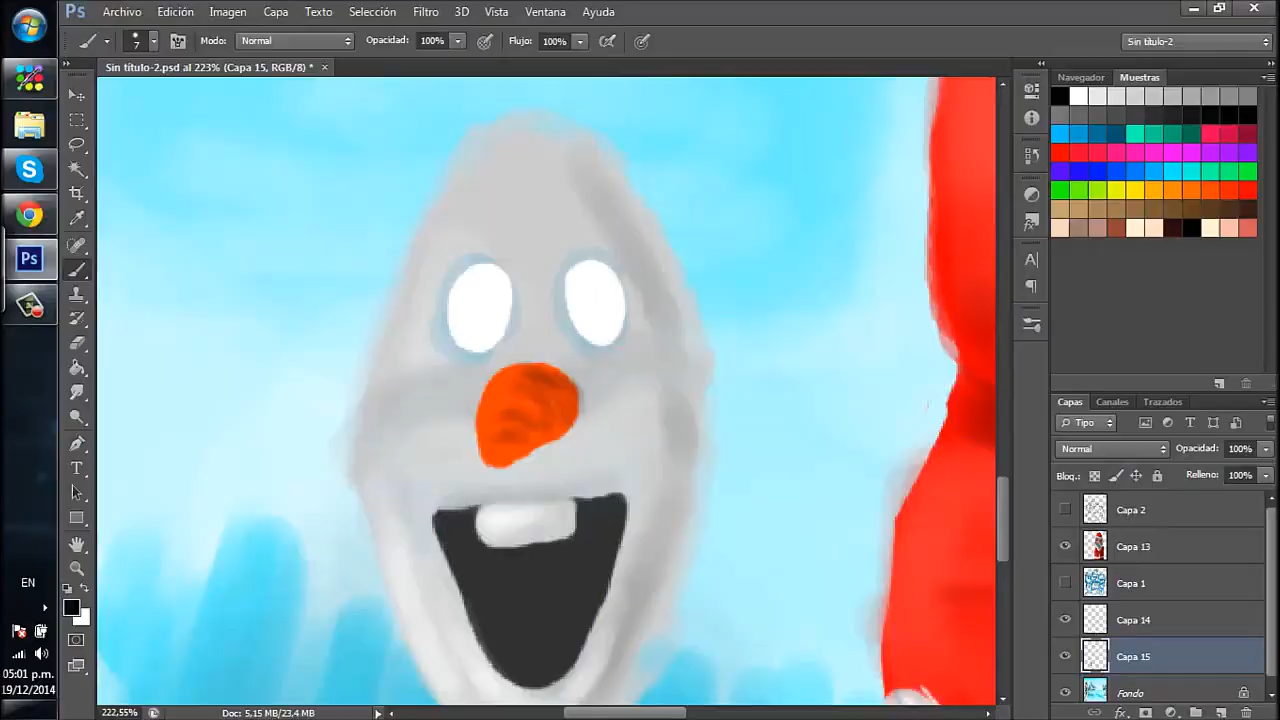 Ps Archivo Edición Imagen Capa Texto Selección Filtro 3D Vista Ventana Ayuda
7 Modo: Normal Opacidad: 100% Flujo: 100% Sin título-2
Sin título-2.psd al 223% (Capa 15, RGB/8) * ×
Navegador Muestras
Capas Canales Trazados
Tipo
Normal Opacidad: 100%
Bloq.: Relleno: 100%
Capa 2
Capa 13
Capa 1
Capa 14
Capa 15
Fondo
Ps
EN
05:01 p.m.
19/12/2014
222,55% Doc: 5,15 MB/23,4 MB